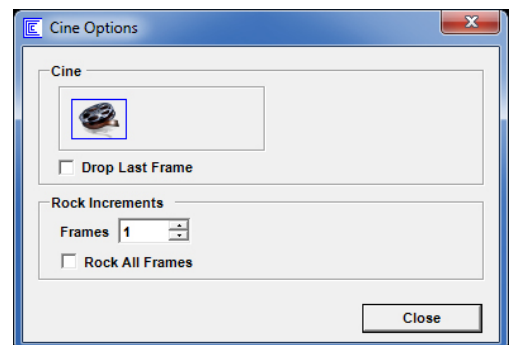 Cine Options
Cine
Drop Last Frame
Rock Increments
Frames 1
Rock All Frames
Close